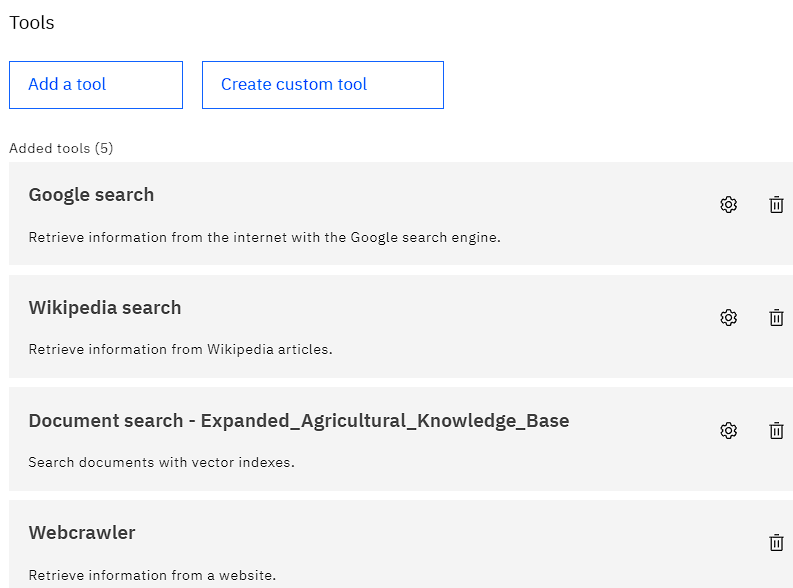 Tools
Add a tool
Create custom tool
Added tools (5)
Google search
Retrieve information from the internet with the Google search engine.
Wikipedia search
Retrieve information from Wikipedia articles.
Document search - Expanded_Agricultural_Knowledge_Base
Search documents with vector indexes.
Webcrawler
Retrieve information from a website.